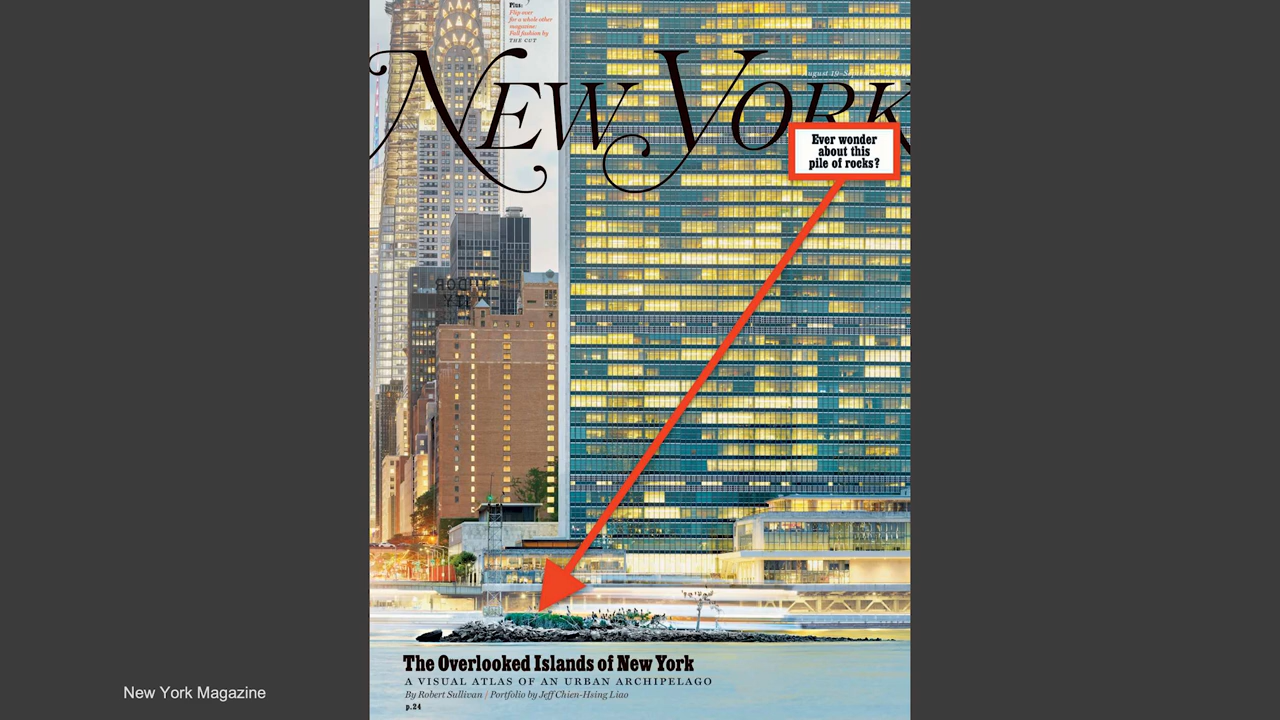 Plus:
Flip over
for a whole other
magazine:
Fall fashion by
THE CUT
NEW YORK
Ever wonder
about this
pile of rocks?
TUDOR
CITY
The Overlooked Islands of New York
A VISUAL ATLAS OF AN URBAN ARCHIPELAGO
By Robert Sullivan | Portfolio by Jeff Chien-Hsing Liao
p.24
New York Magazine